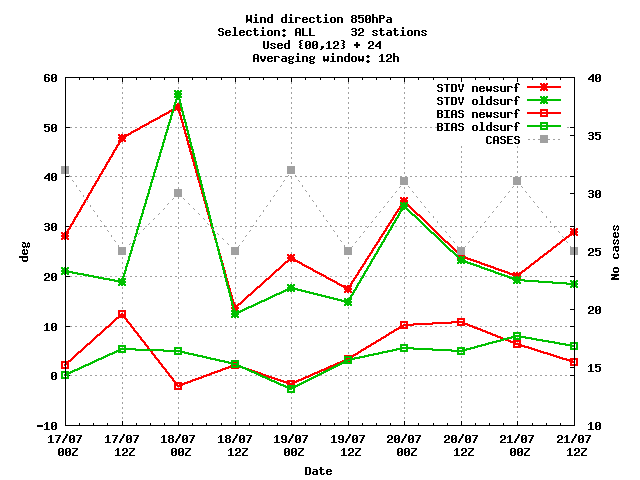 Wind direction 850hPa
Selection: ALL 32 stations
Used {00,12} + 24
Averaging window: 12h
STDV newsurf
STDV oldsurf
BIAS newsurf
BIAS oldsurf
CASES
60
50
40
30
20
10
0
-10
deg
40
35
30
25
20
15
10
No cases
17/07 17/07 18/07 18/07 19/07 19/07 20/07 20/07 21/07 21/07
00Z 12Z 00Z 12Z 00Z 12Z 00Z 12Z 00Z 12Z
Date